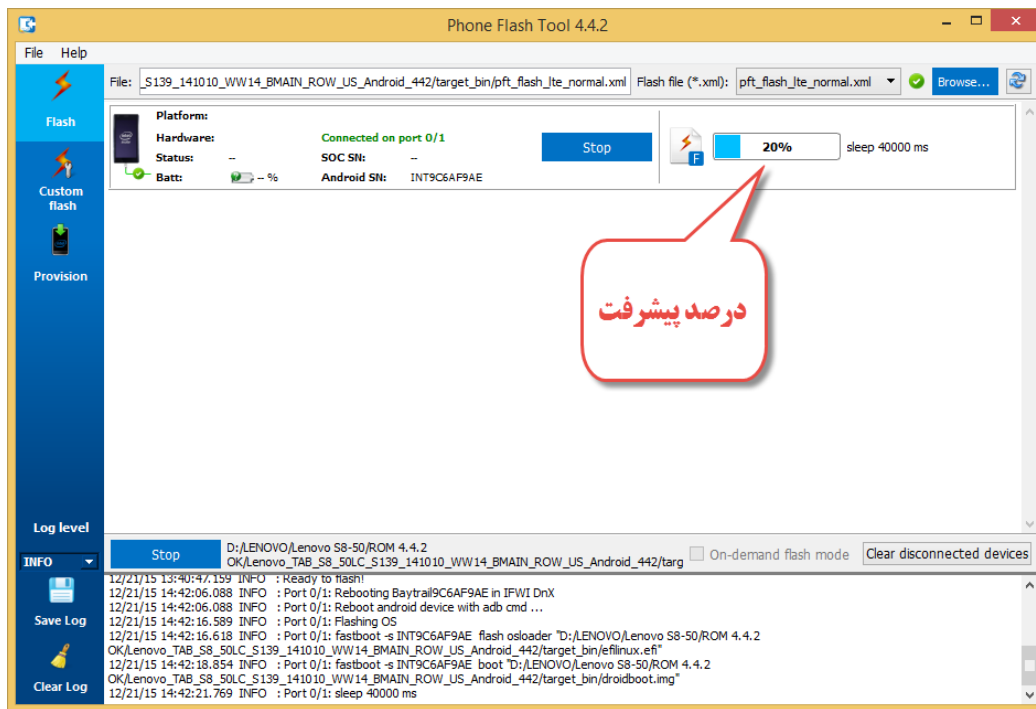 Phone Flash Tool 4.4.2
File Help
Flash
Custom flash
Provision
Log level
INFO
Save Log
Clear Log
File: _S139_141010_WW14_BMAIN_ROW_US_Android_442/target_bin/pft_flash_lte_normal.xml Flash file (*.xml): pft_flash_lte_normal.xml Browse...
Platform:
Hardware: Connected on port 0/1
Status: -- SOC SN: --
Batt: -- % Android SN: INT9C6AF9AE
Stop
F
20% sleep 40000 ms
درصد پیشرفت
Stop
D:/LENOVO/Lenovo S8-50/ROM 4.4.2
OK/Lenovo_TAB_S8_50LC_S139_141010_WW14_BMAIN_ROW_US_Android_442/targ
On-demand flash mode Clear disconnected devices
12/21/15 13:40:47.159 INFO : Ready to flash!
12/21/15 14:42:06.088 INFO : Port 0/1: Rebooting Baytrail9C6AF9AE in IFWI DnX
12/21/15 14:42:06.088 INFO : Port 0/1: Reboot android device with adb cmd ...
12/21/15 14:42:16.589 INFO : Port 0/1: Flashing OS
12/21/15 14:42:16.618 INFO : Port 0/1: fastboot -s INT9C6AF9AE flash osloader "D:/LENOVO/Lenovo S8-50/ROM 4.4.2
OK/Lenovo_TAB_S8_50LC_S139_141010_WW14_BMAIN_ROW_US_Android_442/target_bin/efilinux.efi"
12/21/15 14:42:18.854 INFO : Port 0/1: fastboot -s INT9C6AF9AE boot "D:/LENOVO/Lenovo S8-50/ROM 4.4.2
OK/Lenovo_TAB_S8_50LC_S139_141010_WW14_BMAIN_ROW_US_Android_442/target_bin/droidboot.img"
12/21/15 14:42:21.769 INFO : Port 0/1: sleep 40000 ms